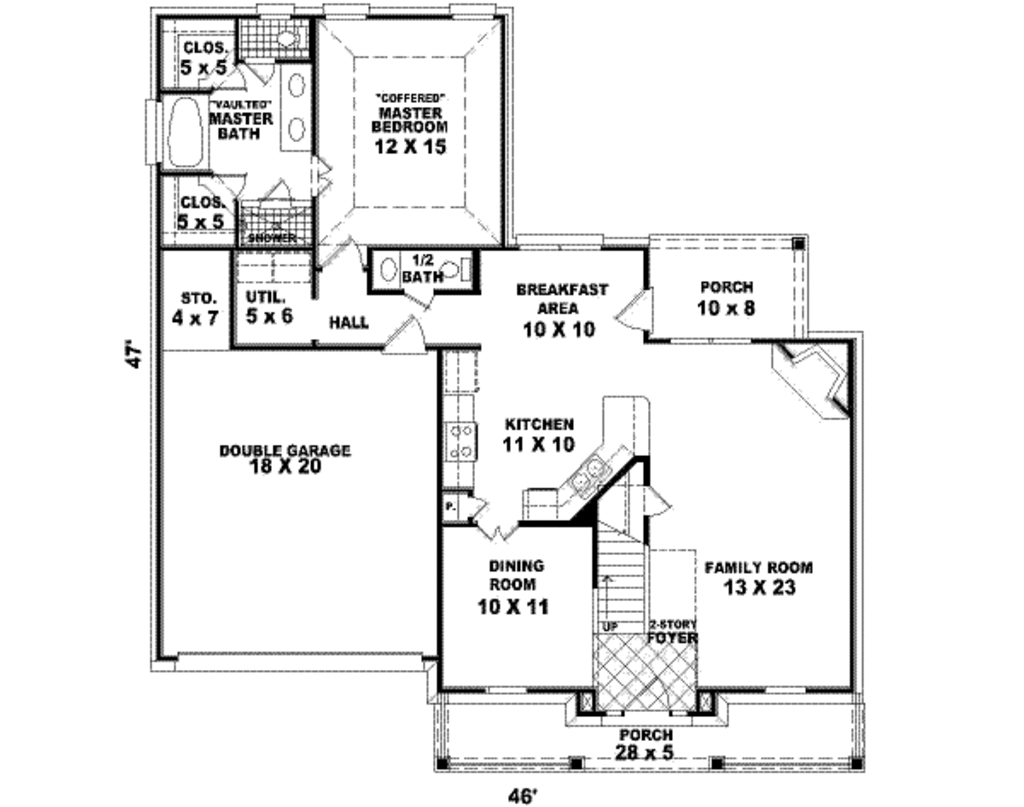 CLOS.
5 x 5
"VAULTED"
MASTER
BATH
"COFFERED"
MASTER
BEDROOM
12 X 15
CLOS.
5 x 5
SHOWER
STO.
4 x 7
UTIL.
5 x 6
HALL
1/2
BATH
BREAKFAST
AREA
10 X 10
PORCH
10 x 8
47'
KITCHEN
11 X 10
DOUBLE GARAGE
18 X 20
P.
DINING
ROOM
10 X 11
FAMILY ROOM
13 X 23
UP
2-STORY
FOYER
PORCH
28 x 5
46'